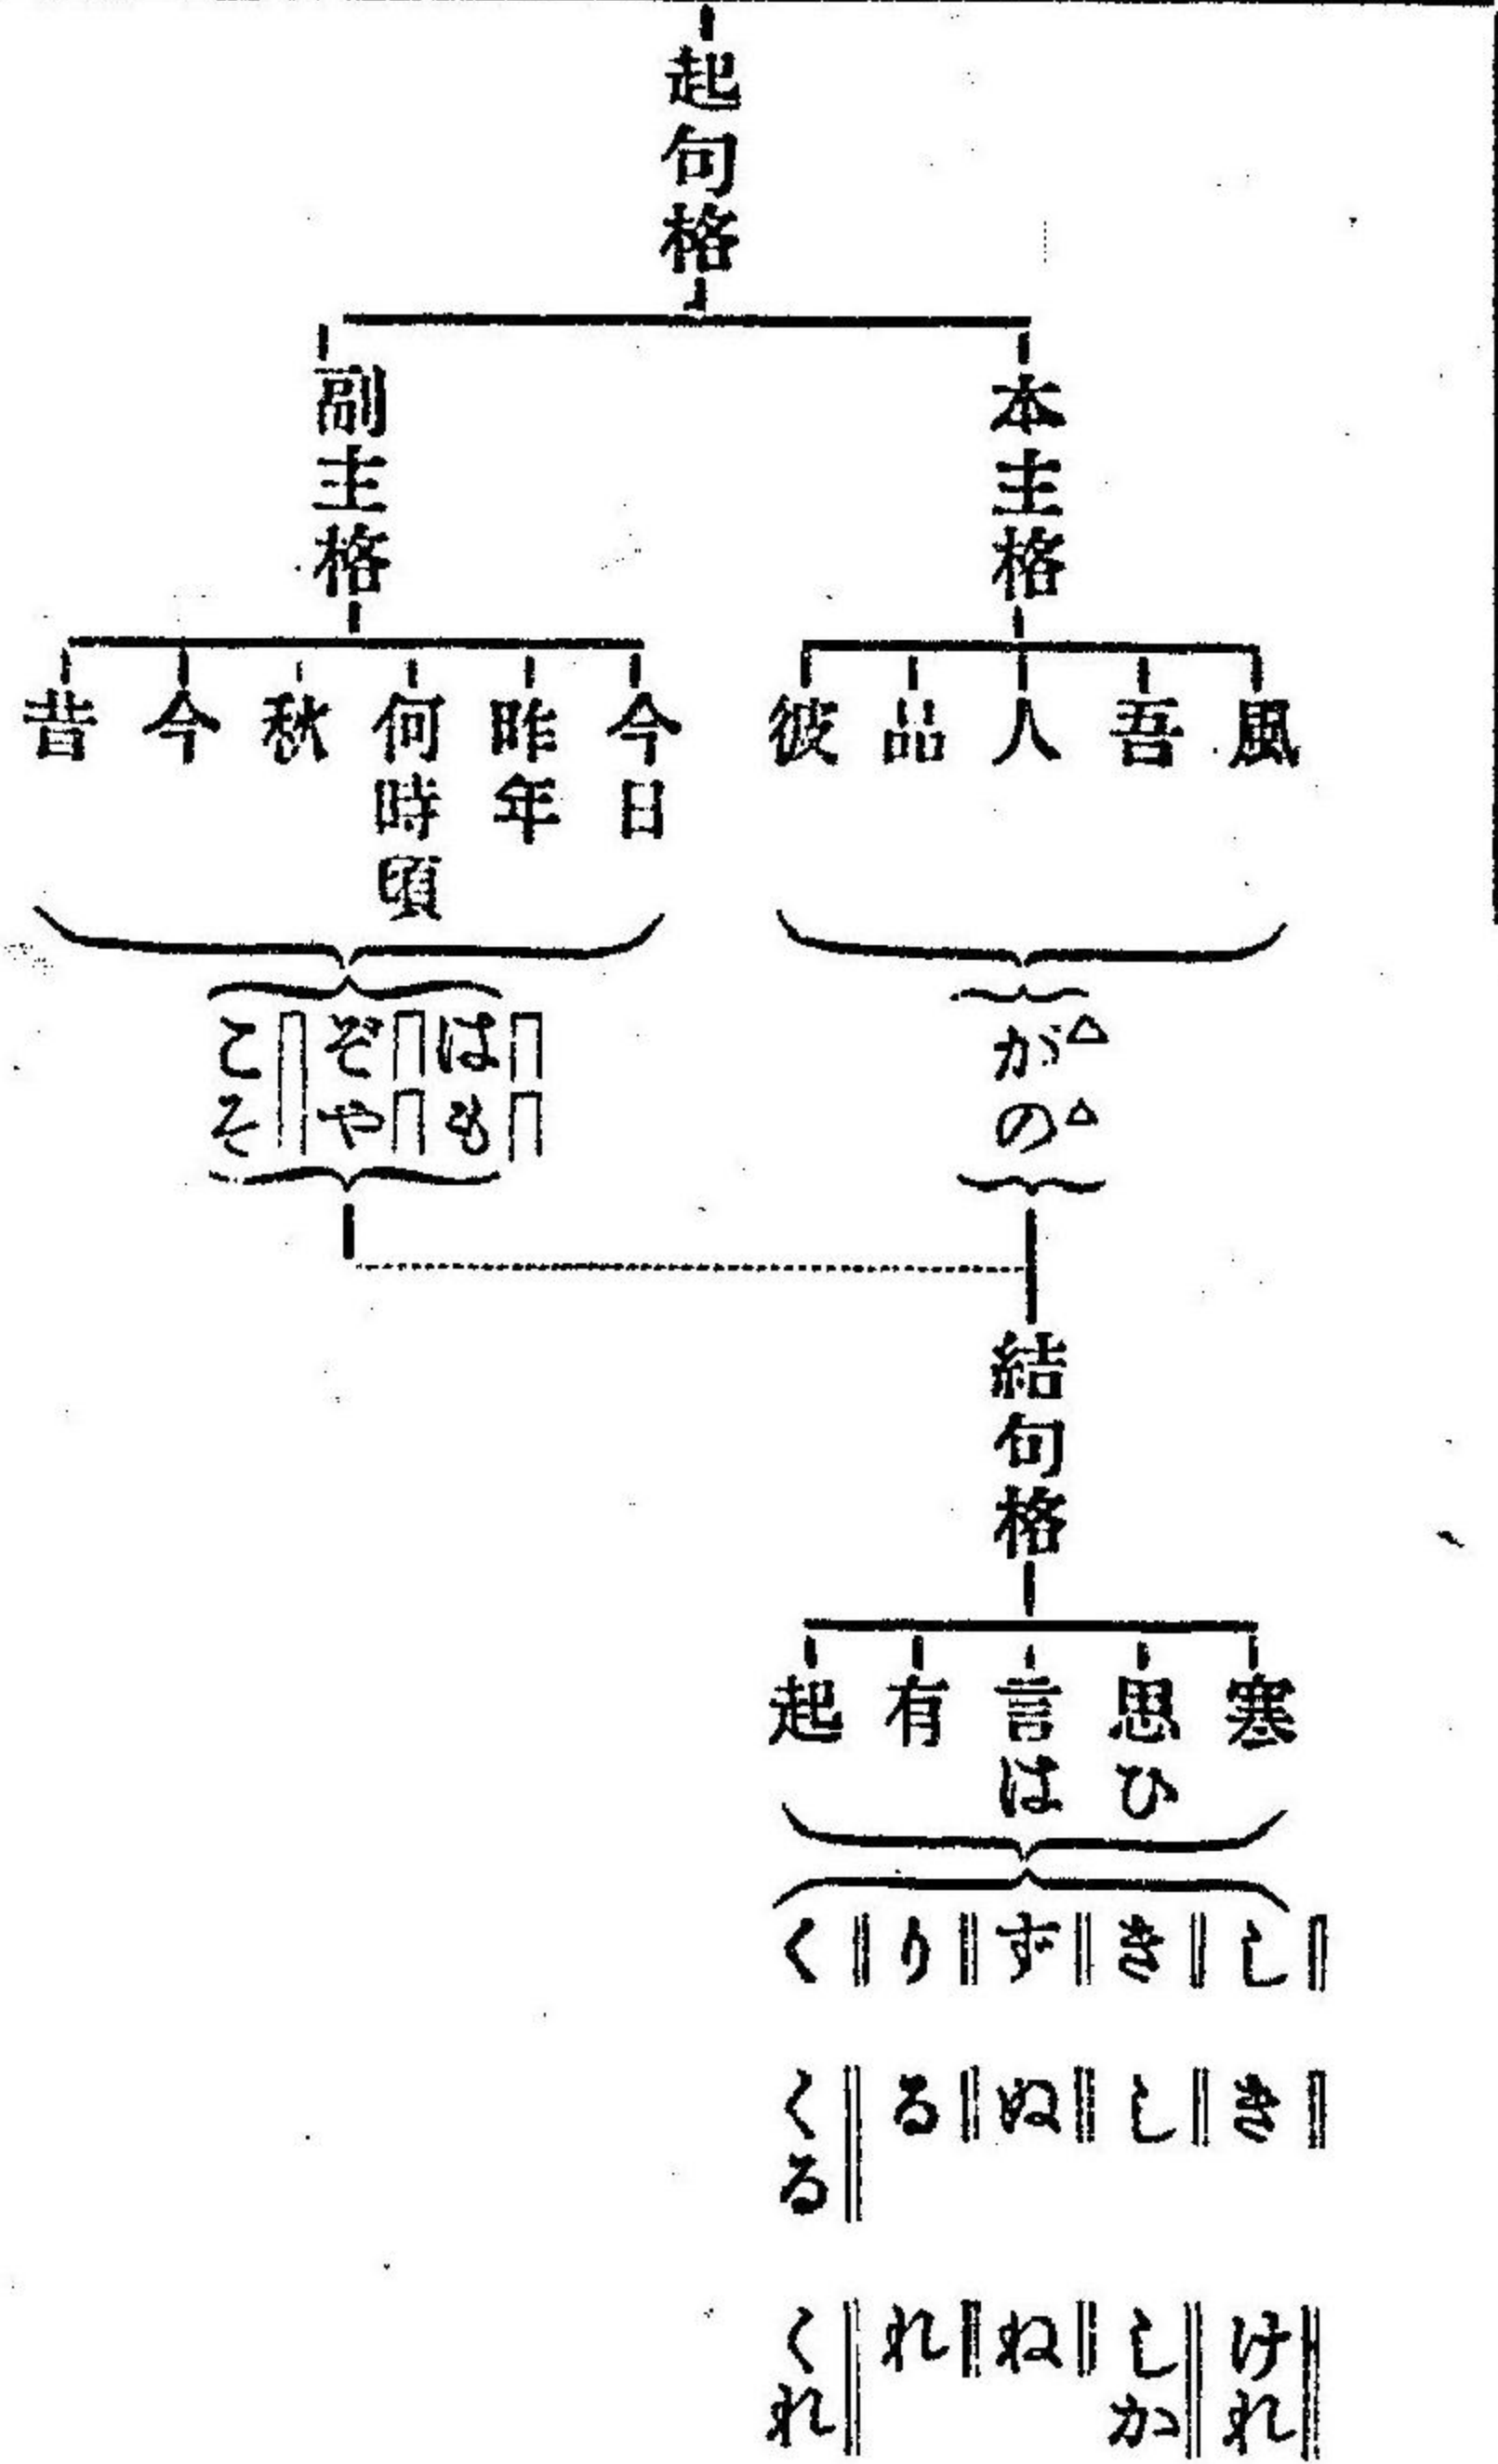 起句格
本主格
風
吾
人
品
彼
がの
副主格
今日
昨年
何時頃
秋
今
昔
はも
ぞや
こそ
結句格
寒
思ひ
言は
有
起
し
き
ず
り
く
き
し
ぬ
る
くる
けれ
しか
ね
れ
くれ